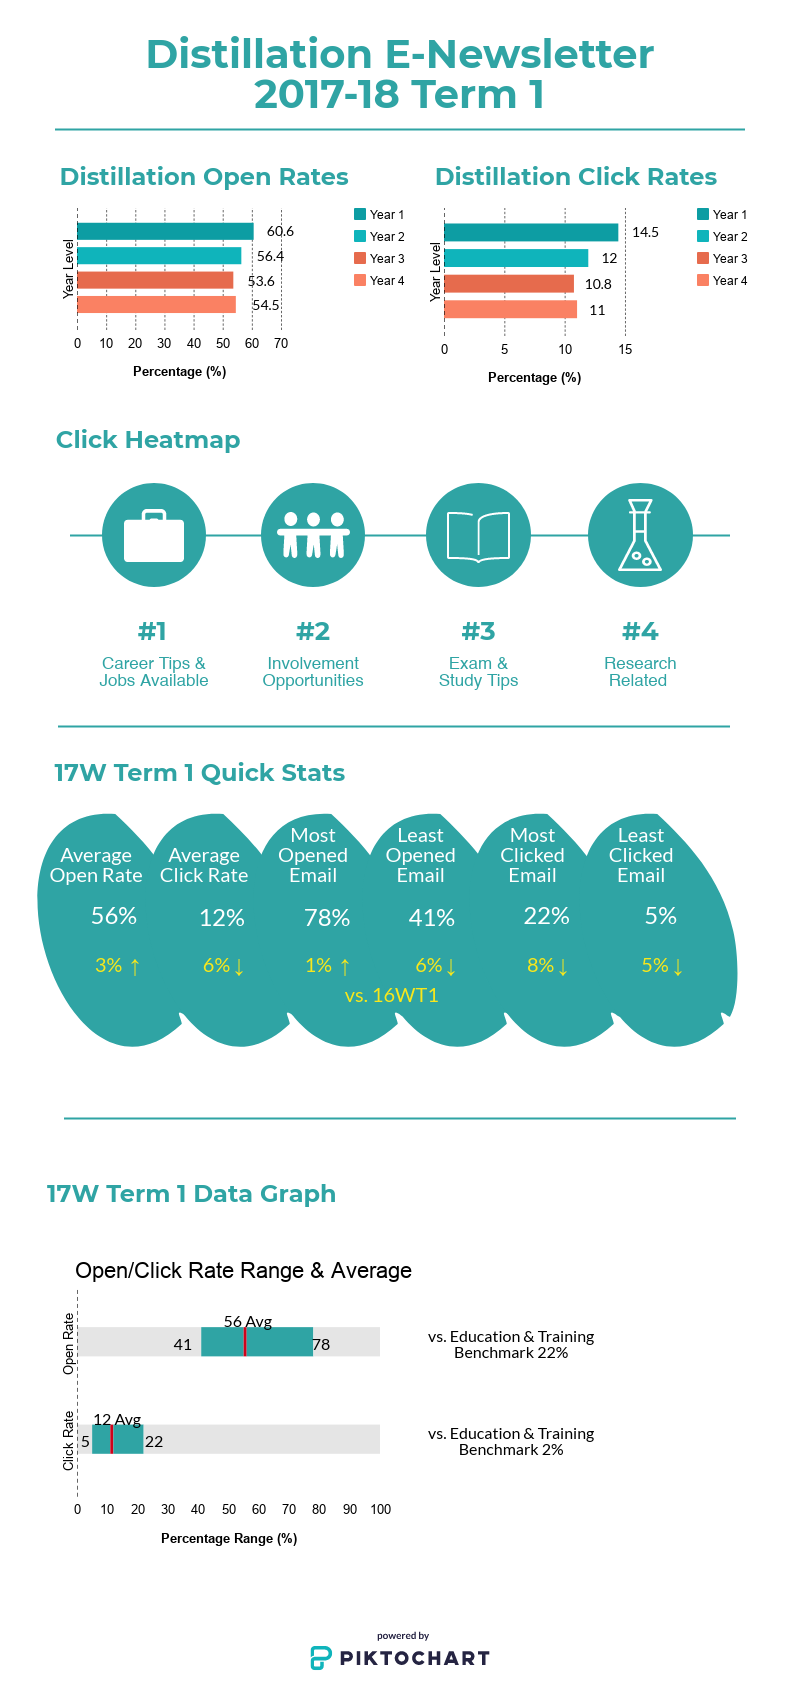 Distillation E-Newsletter
2017-18 Term 1
Distillation Open Rates
Year Level
60.6
56.4
53.6
54.5
0 10 20 30 40 50 60 70
Percentage (%)
Year 1
Year 2
Year 3
Year 4
Distillation Click Rates
Year Level
14.5
12
10.8
11
0 5 10 15
Percentage (%)
Year 1
Year 2
Year 3
Year 4
Click Heatmap
#1
Career Tips &
Jobs Available
#2
Involvement
Opportunities
#3
Exam &
Study Tips
#4
Research
Related
17W Term 1 Quick Stats
Average
Open Rate
56%
3% ↑
Average
Click Rate
12%
6% ↓
Most
Opened
Email
78%
1% ↑
Least
Opened
Email
41%
6% ↓
Most
Clicked
Email
22%
8% ↓
Least
Clicked
Email
5%
5% ↓
vs. 16WT1
17W Term 1 Data Graph
Open/Click Rate Range & Average
Open Rate
56 Avg
41
78
vs. Education & Training
Benchmark 22%
Click Rate
12 Avg
5
22
vs. Education & Training
Benchmark 2%
0 10 20 30 40 50 60 70 80 90 100
Percentage Range (%)
powered by
PIKTOCHART